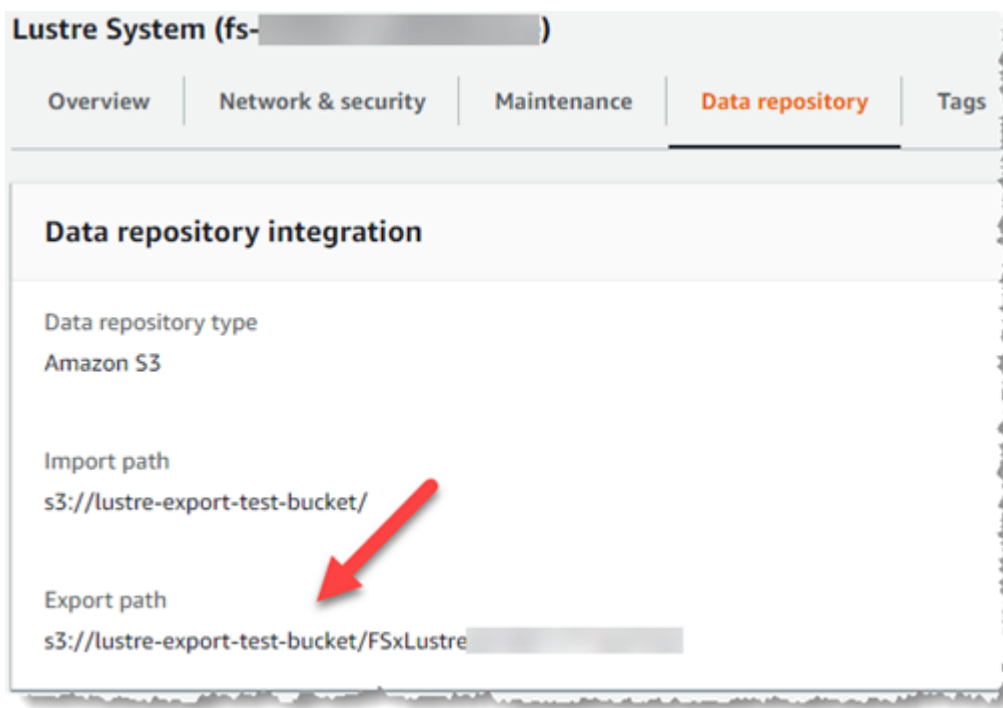 Lustre System (fs- )
Overview Network & security Maintenance Data repository Tags
Data repository integration
Data repository type
Amazon S3
Import path
s3://lustre-export-test-bucket/
Export path
s3://lustre-export-test-bucket/FSxLustre